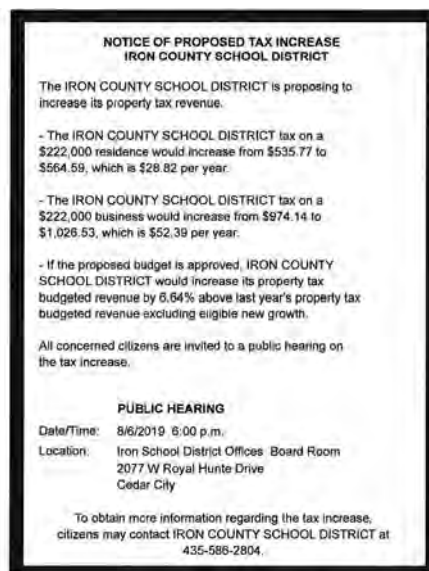 NOTICE OF PROPOSED TAX INCREASE
IRON COUNTY SCHOOL DISTRICT
The IRON COUNTY SCHOOL DISTRICT is proposing to
increase its property tax revenue.
- The IRON COUNTY SCHOOL DISTRICT tax on a
$222,000 residence would increase from $535.77 to
$564.59, which is $28.82 per year.
- The IRON COUNTY SCHOOL DISTRICT tax on a
$222,000 business would increase from $974.14 to
$1,026.53, which is $52.39 per year.
- If the proposed budget is approved, IRON COUNTY
SCHOOL DISTRICT would increase its property tax
budgeted revenue by 6.64% above last year's property tax
budgeted revenue excluding eligible new growth.
All concerned citizens are invited to a public hearing on
the tax increase.
PUBLIC HEARING
Date/Time: 8/6/2019 6:00 p.m.
Location: Iron School District Offices Board Room
2077 W Royal Hunte Drive
Cedar City
To obtain more information regarding the tax increase,
citizens may contact IRON COUNTY SCHOOL DISTRICT at
435-586-2804.